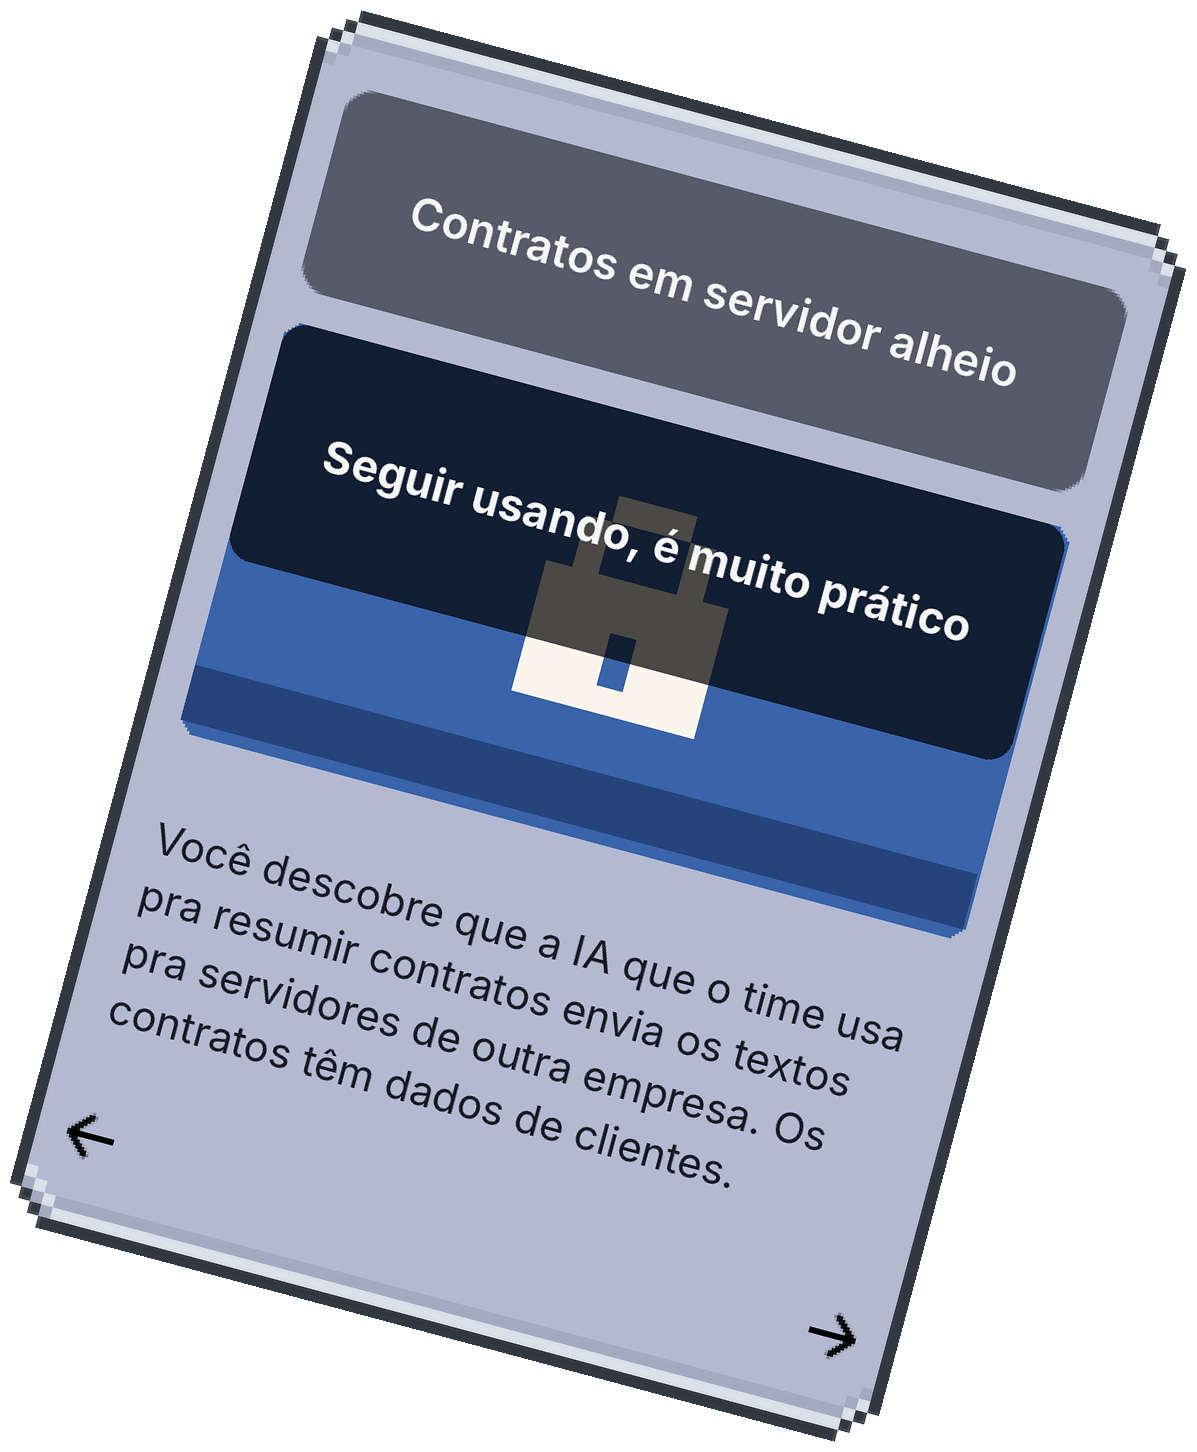 Contratos em servidor alheio
Seguir usando, é muito prático
Você descobre que a IA que o time usa
pra resumir contratos envia os textos
pra servidores de outra empresa. Os
contratos têm dados de clientes.